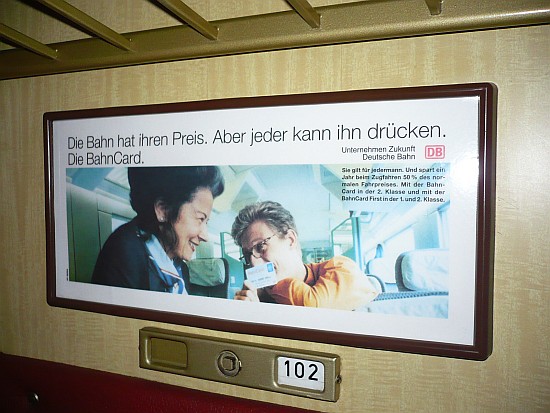 Die Bahn hat ihren Preis. Aber jeder kann ihn drücken.
Die BahnCard.
Unternehmen Zukunft
Deutsche Bahn DB
Sie gilt für jedermann. Und spart ein
Jahr beim Zugfahren 50 % des nor-
malen Fahrpreises. Mit der Bahn-
Card in der 2. Klasse und mit der
BahnCard First in der 1. und 2. Klasse.
102